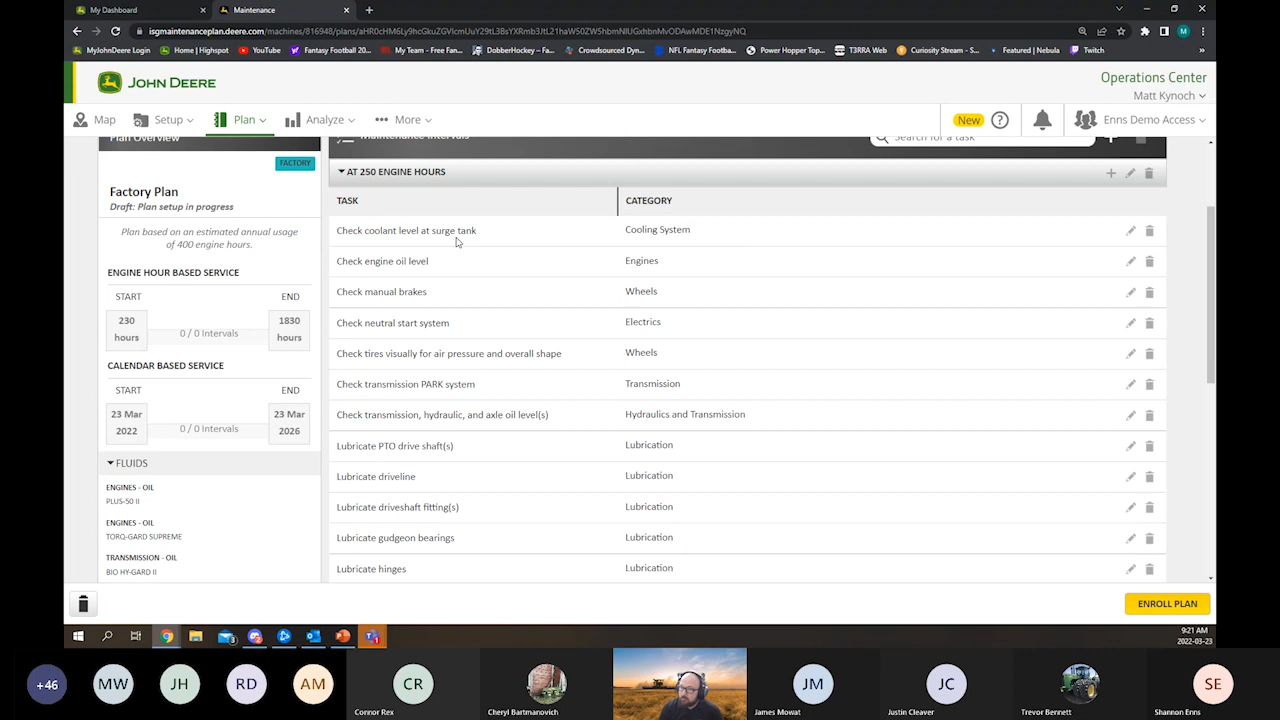 My Dashboard
Maintenance
isgmaintenanceplan.deere.com/machines/816948/plans/
MyJohnDeere Login
Home | Highspot
YouTube
Fantasy Football 20...
My Team - Free Fan...
DobberHockey – Fa...
Crowdsourced Dyn...
NFL Fantasy Footba...
Power Hopper Top...
T3RRA Web
Curiosity Stream - S...
Featured | Nebula
Twitch
JOHN DEERE
Operations Center
Matt Kynoch
Map
Setup
Plan
Analyze
More
New
Enns Demo Access
Plan Overview
Maintenance Intervals
Search for a task
FACTORY
Factory Plan
Draft: Plan setup in progress
Plan based on an estimated annual usage
of 400 engine hours.
ENGINE HOUR BASED SERVICE
START
END
230
hours
0 / 0 Intervals
1830
hours
CALENDAR BASED SERVICE
START
END
23 Mar
2022
0 / 0 Intervals
23 Mar
2026
FLUIDS
ENGINES - OIL
PLUS-50 II
ENGINES - OIL
TORQ-GARD SUPREME
TRANSMISSION - OIL
BIO HY-GARD II
AT 250 ENGINE HOURS
TASK
CATEGORY
Check coolant level at surge tank
Cooling System
Check engine oil level
Engines
Check manual brakes
Wheels
Check neutral start system
Electrics
Check tires visually for air pressure and overall shape
Wheels
Check transmission PARK system
Transmission
Check transmission, hydraulic, and axle oil level(s)
Hydraulics and Transmission
Lubricate PTO drive shaft(s)
Lubrication
Lubricate driveline
Lubrication
Lubricate driveshaft fitting(s)
Lubrication
Lubricate gudgeon bearings
Lubrication
Lubricate hinges
Lubrication
ENROLL PLAN
9:21 AM
2022-03-23
+46
MW
JH
RD
AM
CR
JM
JC
SE
Connor Rex
Cheryl Bartmanovich
James Mowat
Justin Cleaver
Trevor Bennett
Shannon Enns